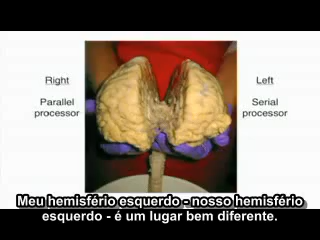 Right
Left
Parallel
processor
Serial
processor
Meu hemisfério esquerdo - nosso hemisfério
esquerdo - é um lugar bem diferente.